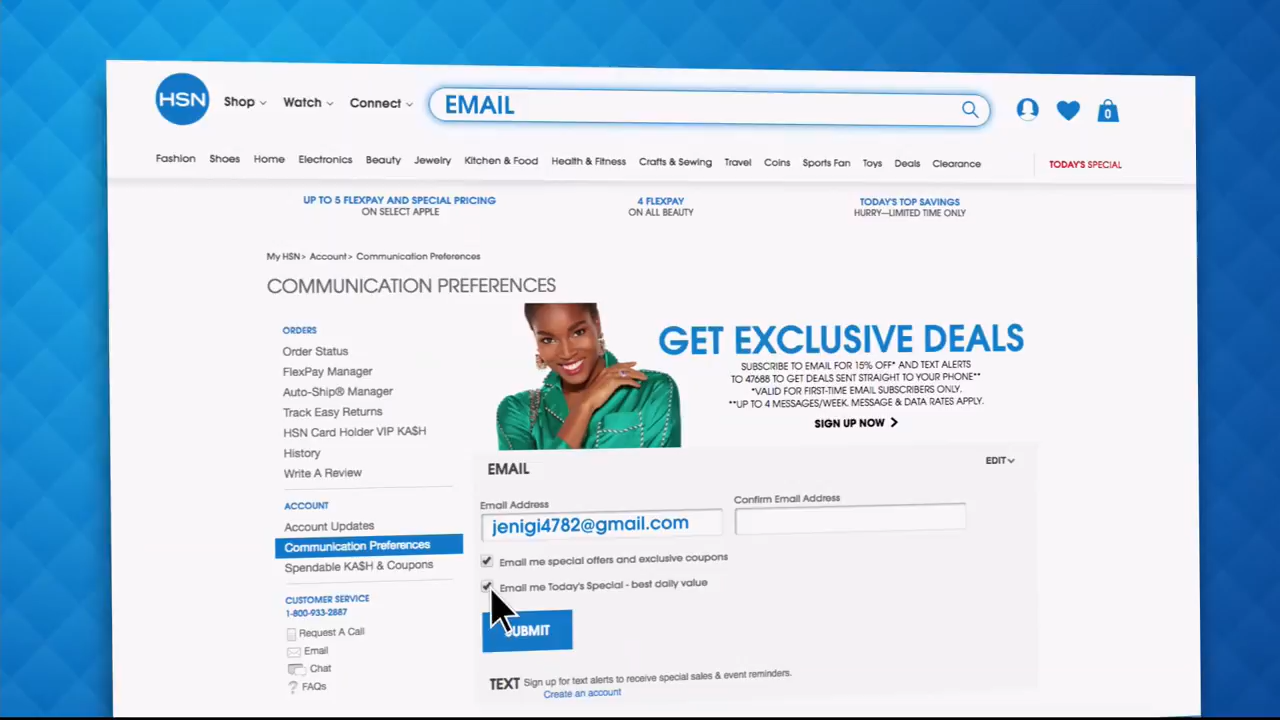 HSN
Shop
Watch
Connect
EMAIL
0
Fashion
Shoes
Home
Electronics
Beauty
Jewelry
Kitchen & Food
Health & Fitness
Crafts & Sewing
Travel
Coins
Sports Fan
Toys
Deals
Clearance
TODAY'S SPECIAL
UP TO 5 FLEXPAY AND SPECIAL PRICING
ON SELECT APPLE
4 FLEXPAY
ON ALL BEAUTY
TODAY'S TOP SAVINGS
HURRY—LIMITED TIME ONLY
My HSN> Account> Communication Preferences
COMMUNICATION PREFERENCES
ORDERS
Order Status
FlexPay Manager
Auto-Ship® Manager
Track Easy Returns
HSN Card Holder VIP KA$H
History
Write A Review
ACCOUNT
Account Updates
Communication Preferences
Spendable KA$H & Coupons
CUSTOMER SERVICE
1-800-933-2887
Request A Call
Email
Chat
? FAQs
GET EXCLUSIVE DEALS
SUBSCRIBE TO EMAIL FOR 15% OFF* AND TEXT ALERTS
TO 47688 TO GET DEALS SENT STRAIGHT TO YOUR PHONE**
*VALID FOR FIRST-TIME EMAIL SUBSCRIBERS ONLY.
**UP TO 4 MESSAGES/WEEK. MESSAGE & DATA RATES APPLY.
SIGN UP NOW >
EMAIL
EDIT
Email Address
Confirm Email Address
jenigi4782@gmail.com
Email me special offers and exclusive coupons
Email me Today's Special - best daily value
SUBMIT
TEXT Sign up for text alerts to receive special sales & event reminders.
Create an account